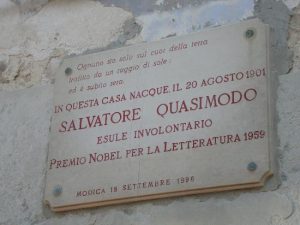 Ognuno sta solo sul cuor della terra
trafitto da un raggio di sole:
ed è subito sera.
IN QUESTA CASA NACQUE, IL 20 AGOSTO 1901
SALVATORE QUASIMODO
ESULE INVOLONTARIO
PREMIO NOBEL PER LA LETTERATURA 1959
MODICA 18 SETTEMBRE 1996